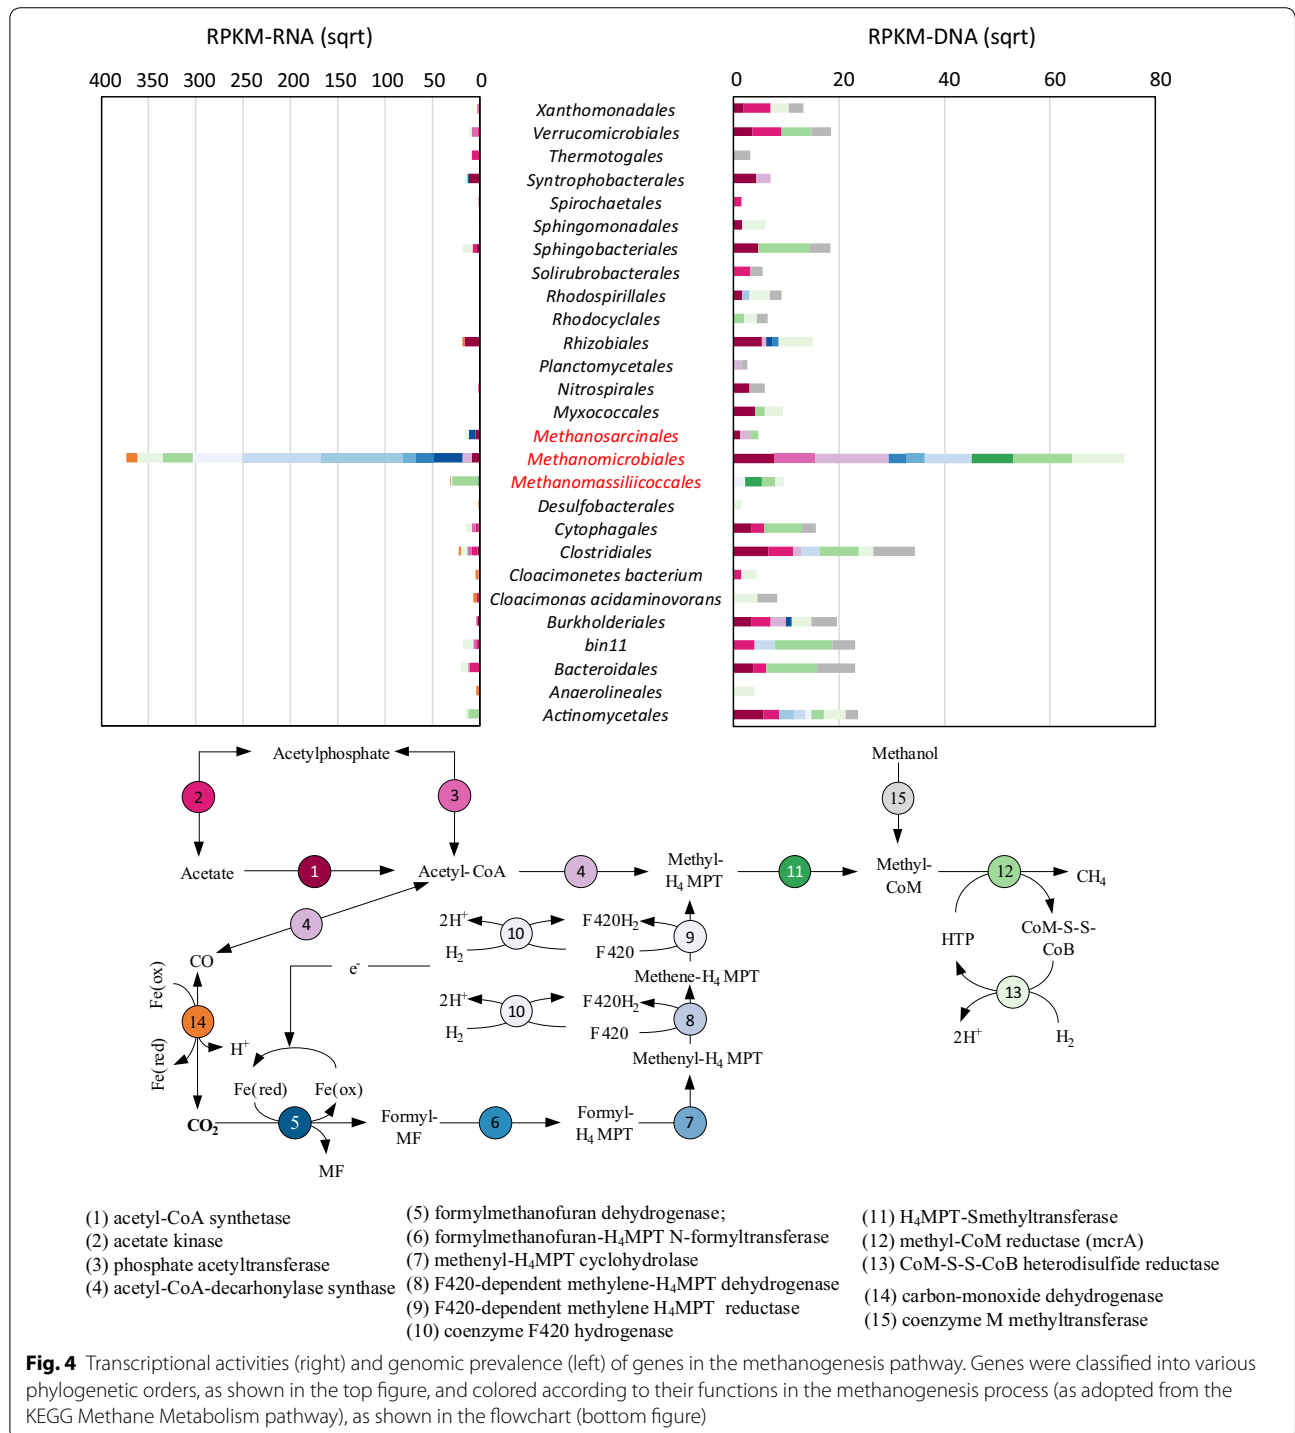 RPKM-RNA (sqrt)
RPKM-DNA (sqrt)
400 350 300 250 200 150 100 50 0
0 20 40 60 80
Xanthomonadales
Verrucomicrobiales
Thermotogales
Syntrophobacterales
Spirochaetales
Sphingomonadales
Sphingobacteriales
Solirubrobacterales
Rhodospirillales
Rhodocyclales
Rhizobiales
Planctomycetales
Nitrospirales
Myxococcales
Methanosarcinales
Methanomicrobiales
Methanomassiliicoccales
Desulfobacterales
Cytophagales
Clostridiales
Cloacimonetes bacterium
Cloacimonas acidaminovorans
Burkholderiales
bin11
Bacteroidales
Anaerolineales
Actinomycetales
Acetylphosphate
Methanol
2
3
15
Acetate
1
Acetyl-CoA
4
Methyl-
H4 MPT
11
Methyl-
CoM
12
CH4
4
CO
2H+
H2
10
F420H2
F420
9
HTP
CoM-S-S-
CoB
Fe(ox)
e-
Methene-H4 MPT
14
2H+
H2
10
F420H2
F420
8
13
2H+
H2
Fe(red)
H+
Methenyl-H4 MPT
Fe(red)
Fe(ox)
CO2
5
MF
Formyl-
MF
6
Formyl-
H4 MPT
7
(1) acetyl-CoA synthetase
(2) acetate kinase
(3) phosphate acetyltransferase
(4) acetyl-CoA-decarhonylase synthase
(5) formylmethanofuran dehydrogenase;
(6) formylmethanofuran-H4MPT N-formyltransferase
(7) methenyl-H4MPT cyclohydrolase
(8) F420-dependent methylene-H4MPT dehydrogenase
(9) F420-dependent methylene H4MPT reductase
(10) coenzyme F420 hydrogenase
(11) H4MPT-Smethyltransferase
(12) methyl-CoM reductase (mcrA)
(13) CoM-S-S-CoB heterodisulfide reductase
(14) carbon-monoxide dehydrogenase
(15) coenzyme M methyltransferase
Fig. 4 Transcriptional activities (right) and genomic prevalence (left) of genes in the methanogenesis pathway. Genes were classified into various
phylogenetic orders, as shown in the top figure, and colored according to their functions in the methanogenesis process (as adopted from the
KEGG Methane Metabolism pathway), as shown in the flowchart (bottom figure)